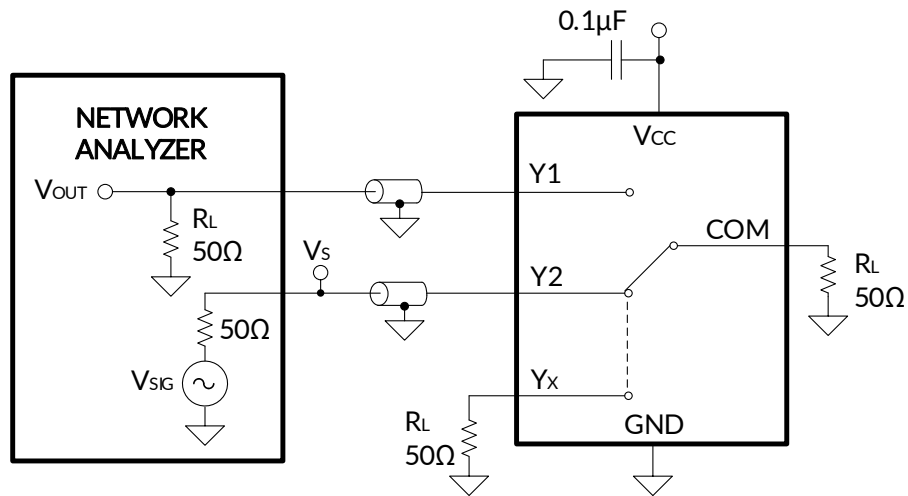 0.1µF
NETWORK
ANALYZER
VCC
VOUT
Y1
RL
50Ω
VS
COM
Y2
RL
50Ω
50Ω
VSIG
YX
RL
50Ω
GND